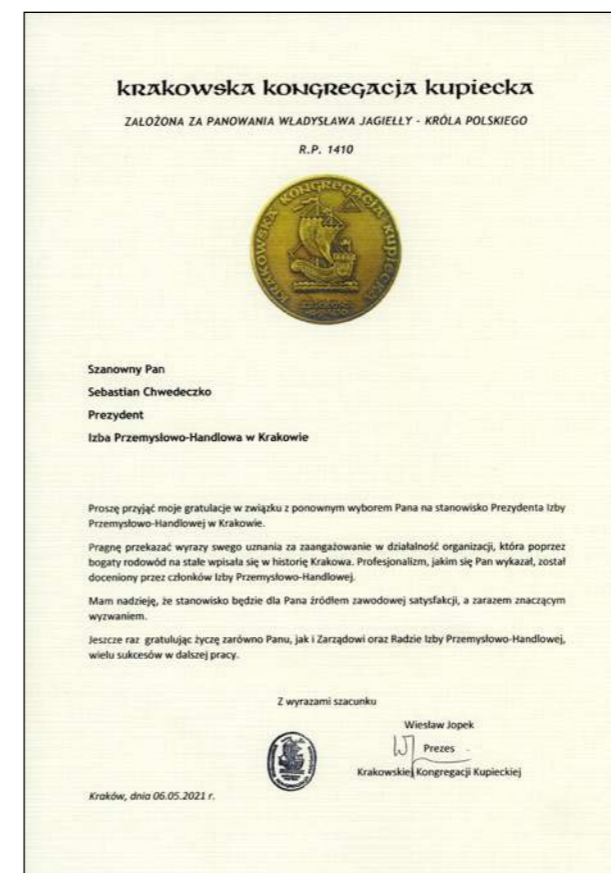 krakowska kongregacja kupiecka
ZAŁOŻONA ZA PANOWANIA WŁADYSŁAWA JAGIEŁŁY - KRÓLA POLSKIEGO
R.P. 1410
KRAKOWSKA KONGREGACJA KUPIECKA
Szanowny Pan
Sebastian Chwedeczko
Prezydent
Izba Przemysłowo-Handlowa w Krakowie
Proszę przyjąć moje gratulacje w związku z ponownym wyborem Pana na stanowisko Prezydenta Izby
Przemysłowo-Handlowej w Krakowie.
Pragnę przekazać wyrazy swego uznania za zaangażowanie w działalność organizacji, która poprzez
bogaty rodowód na stałe wpisała się w historię Krakowa. Profesjonalizm, jakim się Pan wykazał, został
doceniony przez członków Izby Przemysłowo-Handlowej.
Mam nadzieję, że stanowisko będzie dla Pana źródłem zawodowej satysfakcji, a zarazem znaczącym
wyzwaniem.
Jeszcze raz gratulując życzę zarówno Panu, jak i Zarządowi oraz Radzie Izby Przemysłowo-Handlowej,
wielu sukcesów w dalszej pracy.
Z wyrazami szacunku
Wiesław Jopek
Prezes
Krakowskiej Kongregacji Kupieckiej
Kraków, dnia 06.05.2021 r.